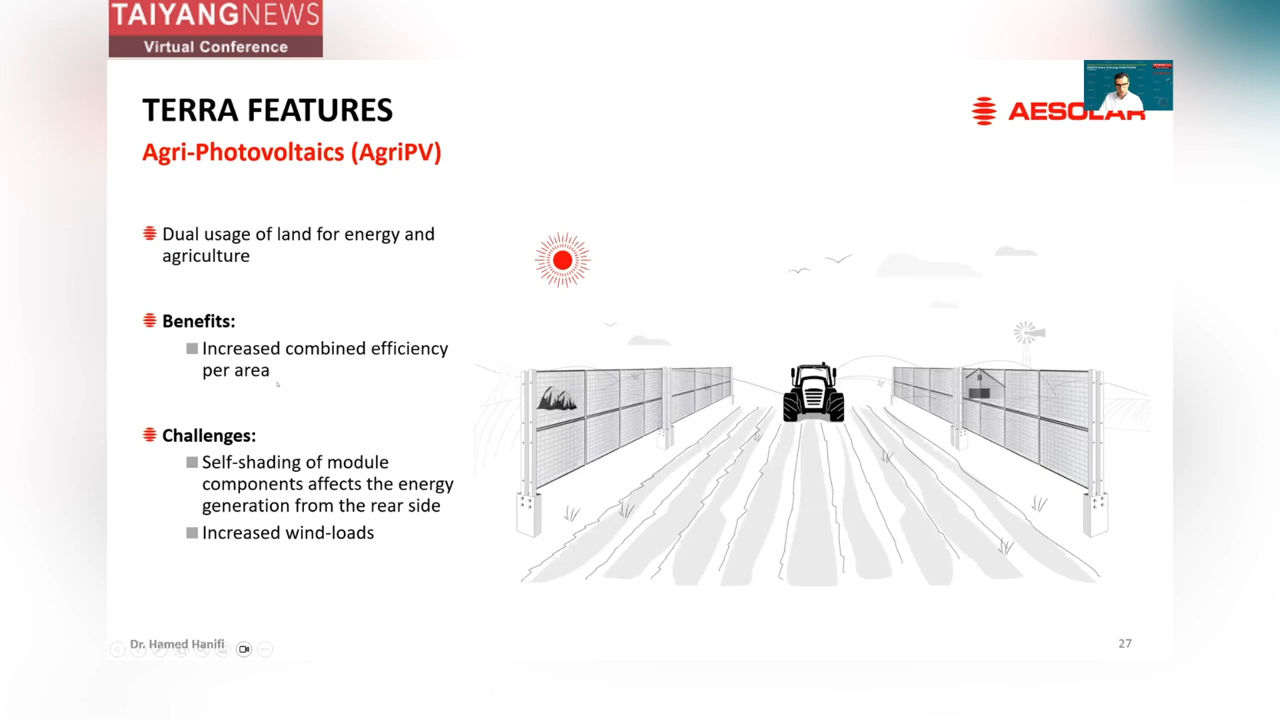 TAIYANGNEWS
Virtual Conference
TERRA FEATURES
AESOLAR
Agri-Photovoltaics (AgriPV)
Dual usage of land for energy and
agriculture
Benefits:
Increased combined efficiency
per area
Challenges:
Self-shading of module
components affects the energy
generation from the rear side
Increased wind-loads
Dr. Hamed Hanifi
27